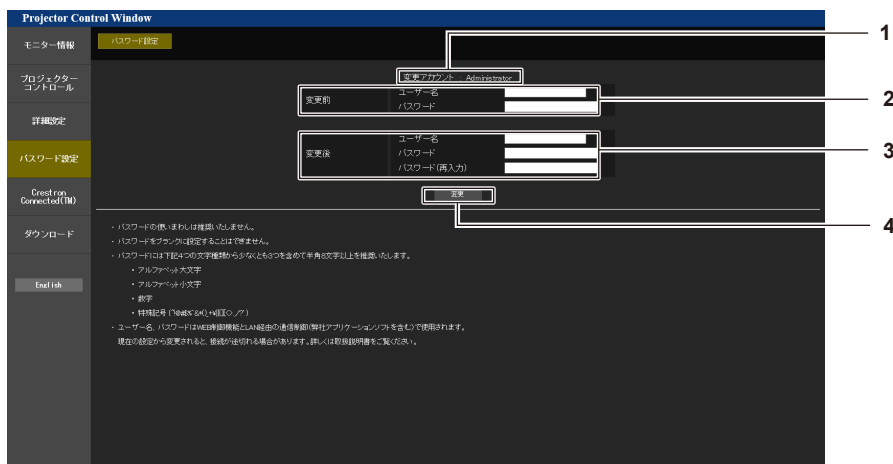 Projector Control Window
モニター情報
パスワード設定
1
変更アカウント : Administrator
プロジェクター
コントロール
変更前
ユーザー名
パスワード
2
詳細設定
変更後
ユーザー名
パスワード
パスワード(再入力)
3
パスワード設定
変更
4
Crestron
Connected(TM)
ダウンロード
English
・パスワードの使いまわしは推奨いたしません。
・パスワードをブランクに設定することはできません。
・パスワードには下記4つの文字種類から少なくとも3つを含めて半角8文字以上を推奨いたします。
・アルファベット大文字
・アルファベット小文字
・数字
・特殊記号
・ユーザー名、パスワードはWEB制御機能とLAN経由の通信制御(弊社アプリケーションソフトを含む)で使用されます。
現在の設定から変更されると、接続が途切れる場合があります。詳しくは取扱説明書をご覧ください。